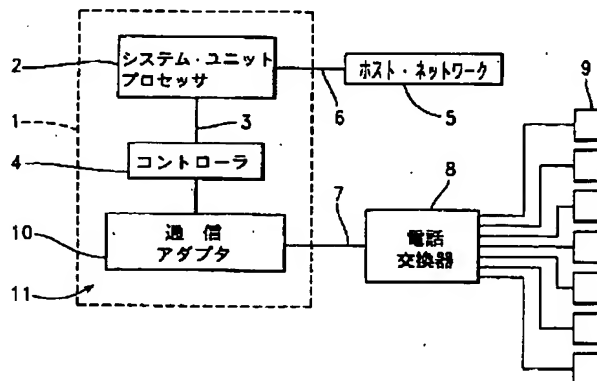 2
システム・ユニット
プロセッサ
ホスト・ネットワーク
9
1
3
6
5
4
コントローラ
8
10
通信
アダプタ
7
電話
交換器
11